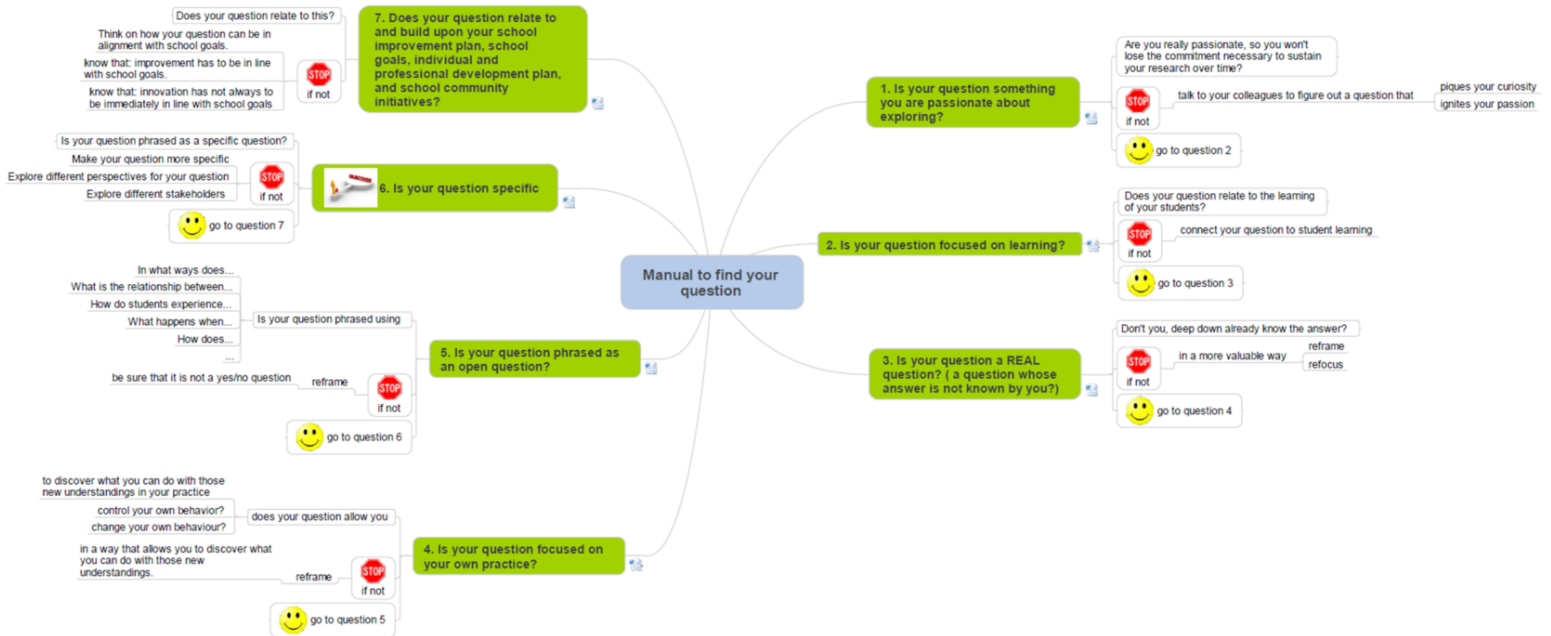 Manual to find your
question
1. Is your question something
you are passionate about
exploring?
Are you really passionate, so you won't
lose the commitment necessary to sustain
your research over time?
STOP
if not
talk to your colleagues to figure out a question that
piques your curiosity
ignites your passion
go to question 2
2. Is your question focused on learning?
Does your question relate to the learning
of your students?
STOP
if not
connect your question to student learning
go to question 3
3. Is your question a REAL
question? ( a question whose
answer is not known by you?)
Don't you, deep down already know the answer?
STOP
if not
in a more valuable way
reframe
refocus
go to question 4
4. Is your question focused on
your own practice?
does your question allow you
to discover what you can do with those
new understandings in your practice
control your own behavior?
change your own behaviour?
STOP
if not
reframe
in a way that allows you to discover what
you can do with those new
understandings.
go to question 5
5. Is your question phrased as
an open question?
Is your question phrased using
In what ways does...
What is the relationship between...
How do students experience...
What happens when...
How does...
...
STOP
if not
reframe
be sure that it is not a yes/no question
go to question 6
6. Is your question specific
Is your question phrased as a specific question?
STOP
if not
Make your question more specific
Explore different perspectives for your question
Explore different stakeholders
go to question 7
7. Does your question relate to
and build upon your school
improvement plan, school
goals, individual and
professional development plan,
and school community
initiatives?
Does your question relate to this?
STOP
if not
Think on how your question can be in
alignment with school goals.
know that: improvement has to be in line
with school goals.
know that: innovation has not always to
be immediately in line with school goals